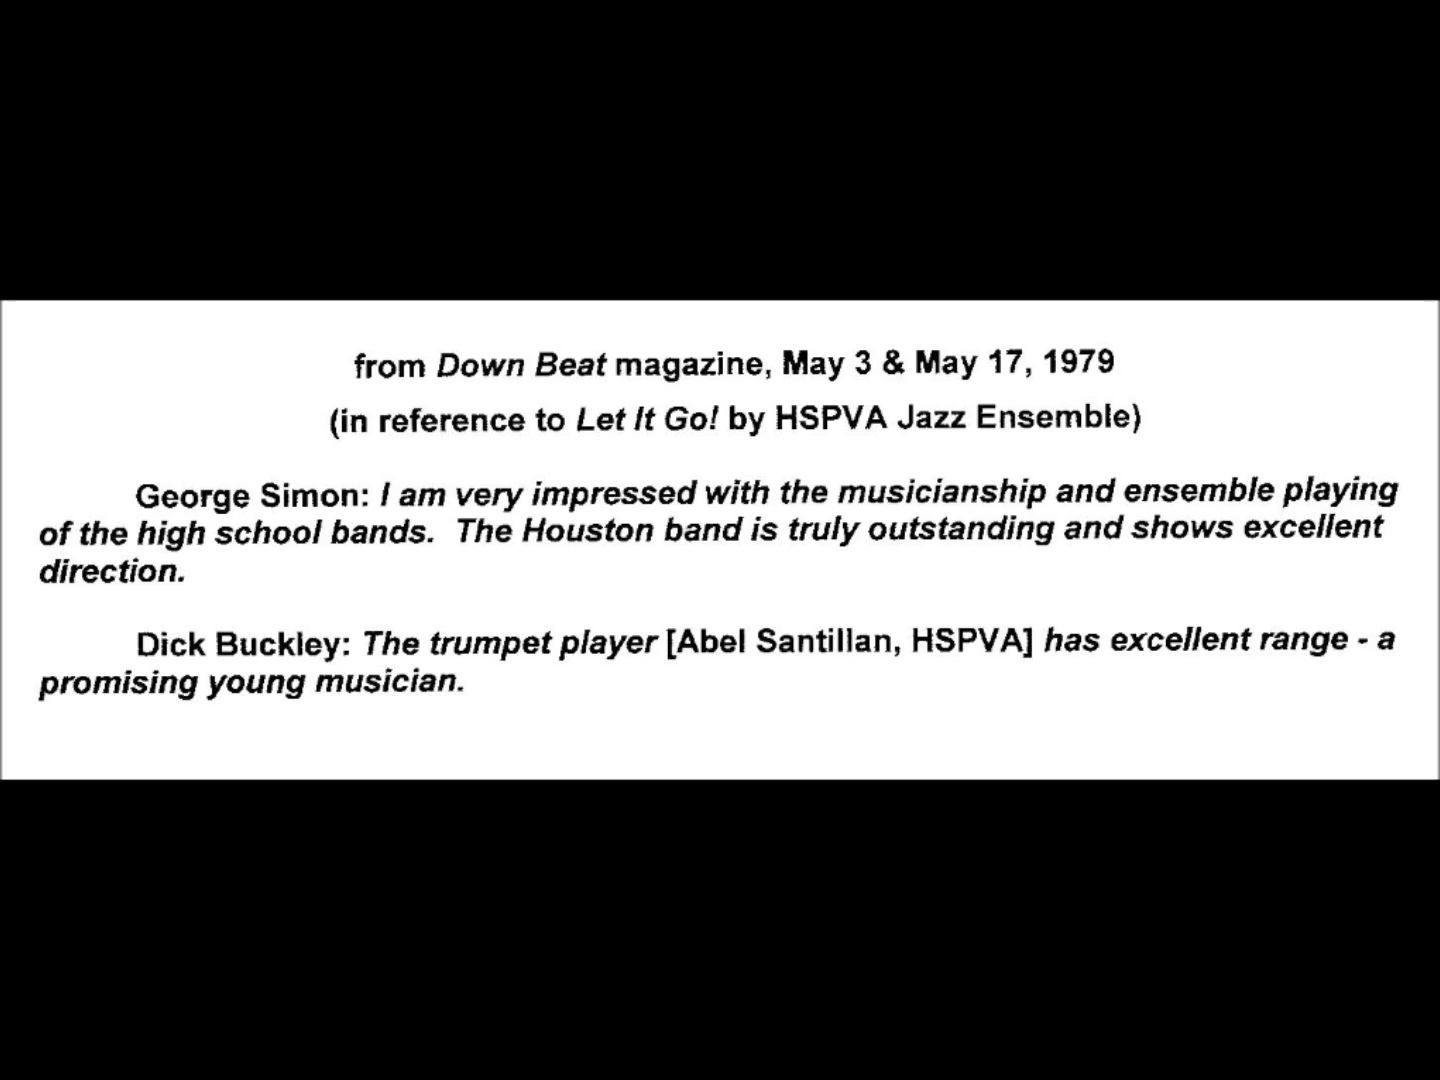 from Down Beat magazine, May 3 & May 17, 1979
(in reference to Let It Go! by HSPVA Jazz Ensemble)
George Simon: I am very impressed with the musicianship and ensemble playing
of the high school bands. The Houston band is truly outstanding and shows excellent
direction.
Dick Buckley: The trumpet player [Abel Santillan, HSPVA] has excellent range - a
promising young musician.